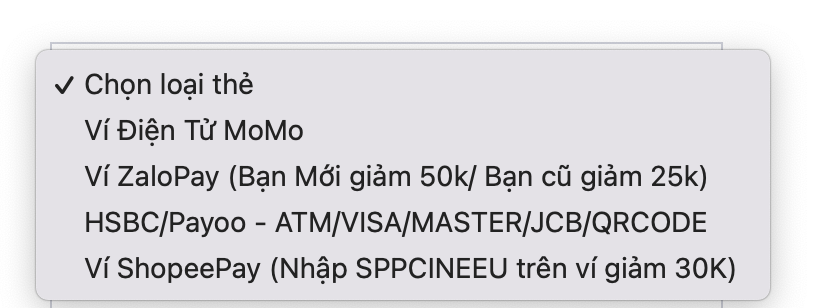 ✓ Chọn loại thẻ
Ví Điện Tử MoMo
Ví ZaloPay (Bạn Mới giảm 50k/ Bạn cũ giảm 25k)
HSBC/Payoo - ATM/VISA/MASTER/JCB/QRCODE
Ví ShopeePay (Nhập SPPCINEEU trên ví giảm 30K)